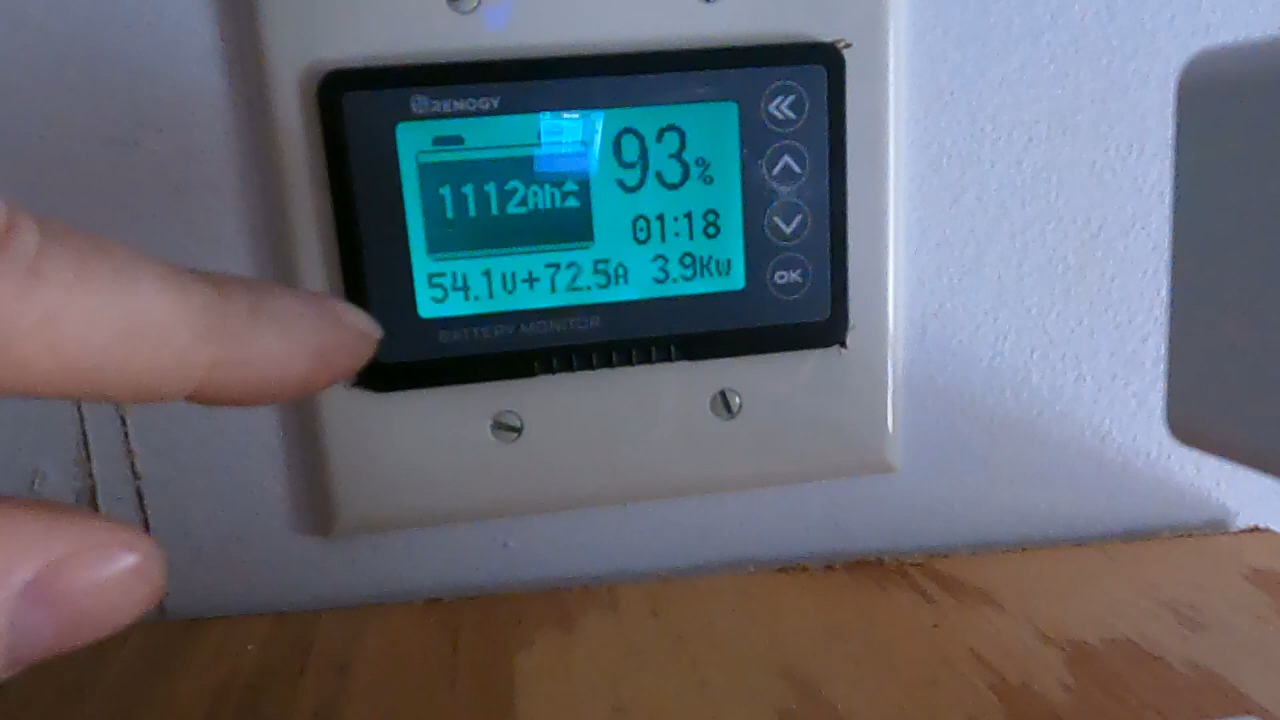 RENOGY
93%
1112Ah
01:18
54.1V+72.5A 3.9Kw
OK
BATTERY MONITOR